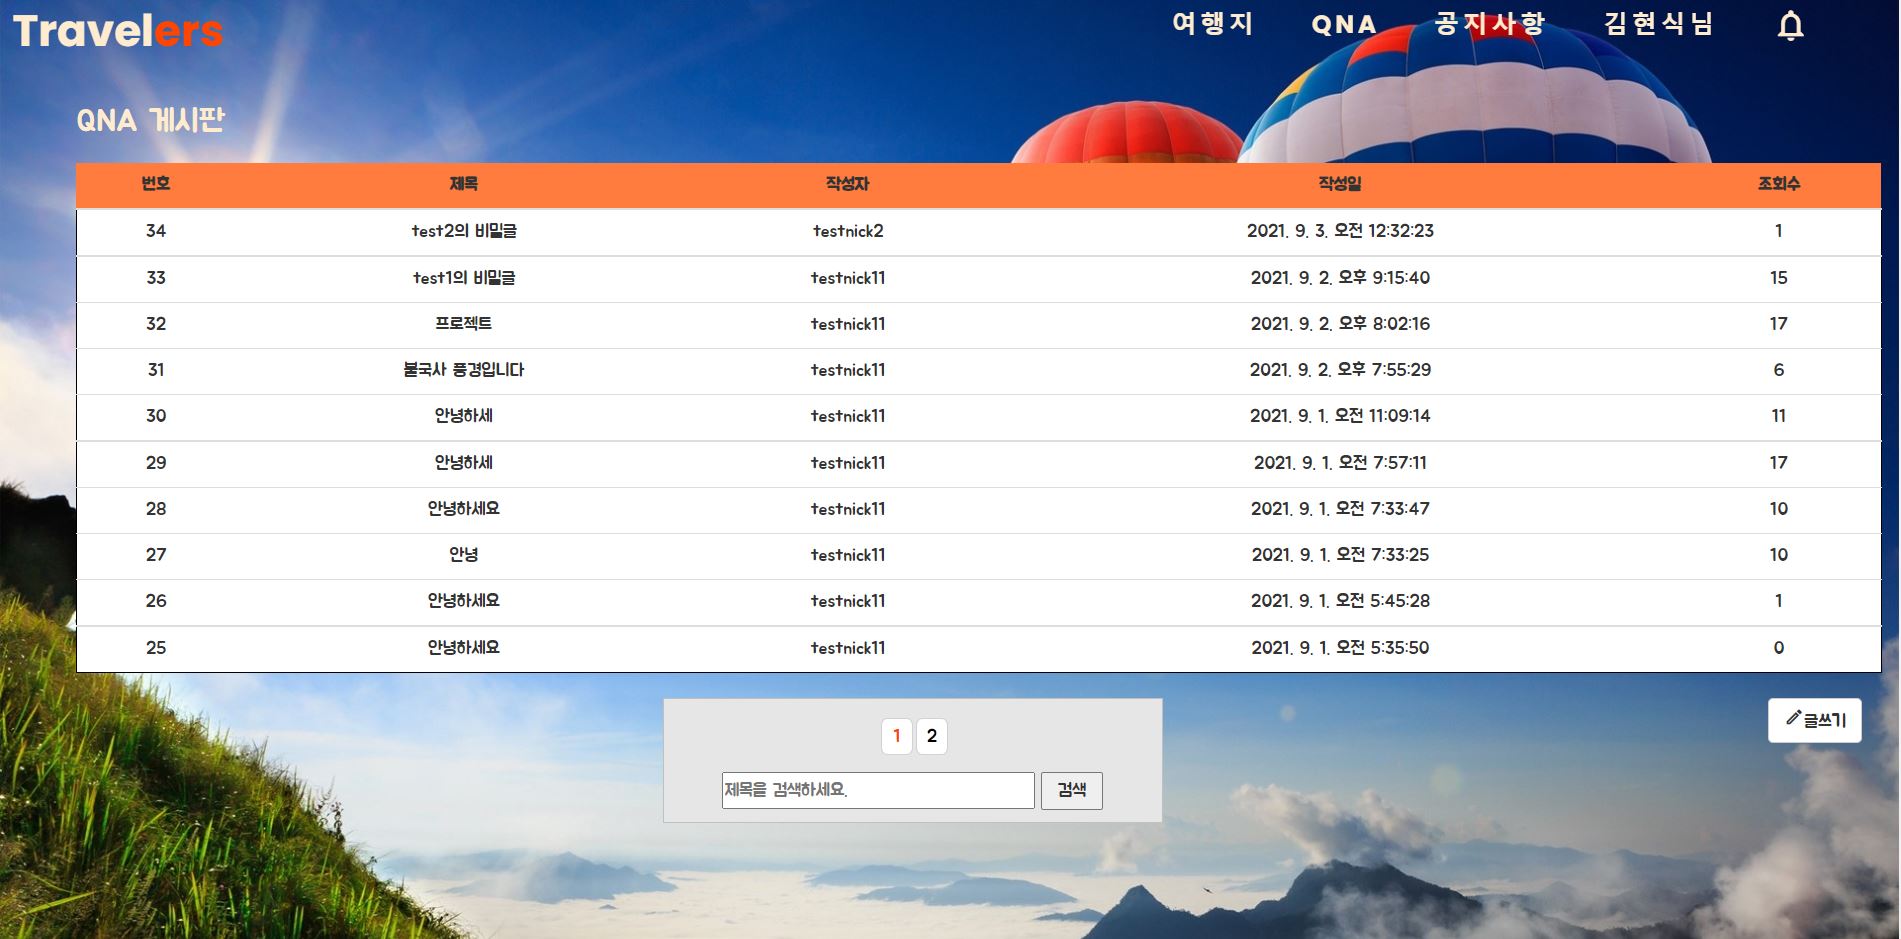 Travelers
여행지 QNA 공지사항 김현식님
QNA 게시판
번호 제목 작성자 작성일 조회수
34 test2의 비밀글 testnick2 2021. 9. 3. 오전 12:32:23 1
33 test1의 비밀글 testnick11 2021. 9. 2. 오후 9:15:40 15
32 프로젝트 testnick11 2021. 9. 2. 오후 8:02:16 17
31 불국사 풍경입니다 testnick11 2021. 9. 2. 오후 7:55:29 6
30 안녕하세 testnick11 2021. 9. 1. 오전 11:09:14 11
29 안녕하세 testnick11 2021. 9. 1. 오전 7:57:11 17
28 안녕하세요 testnick11 2021. 9. 1. 오전 7:33:47 10
27 안녕 testnick11 2021. 9. 1. 오전 7:33:25 10
26 안녕하세요 testnick11 2021. 9. 1. 오전 5:45:28 1
25 안녕하세요 testnick11 2021. 9. 1. 오전 5:35:50 0
글쓰기
1 2
제목을 검색하세요. 검색